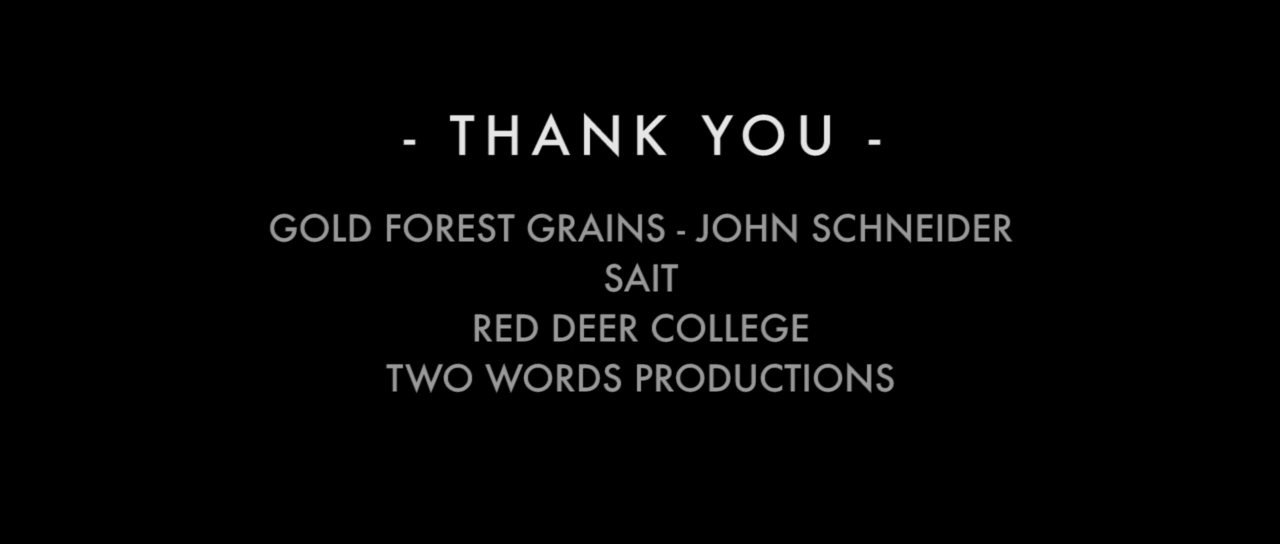 - THANK YOU -
GOLD FOREST GRAINS - JOHN SCHNEIDER
SAIT
RED DEER COLLEGE
TWO WORDS PRODUCTIONS